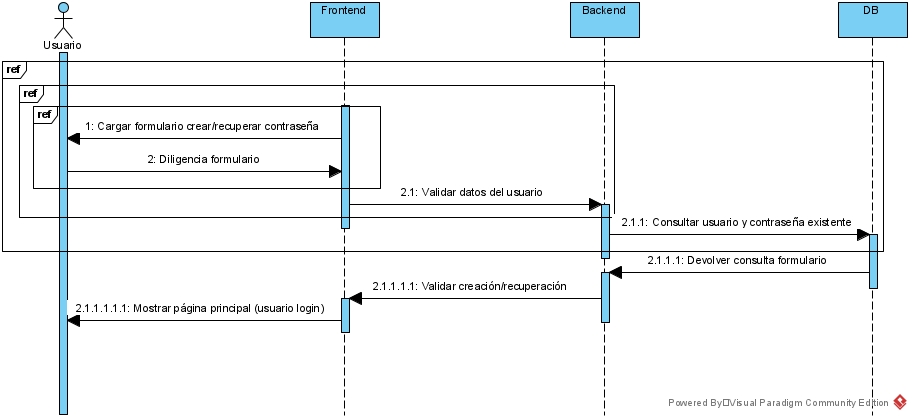 Frontend
Backend
DB
Usuario
ref
ref
ref
1: Cargar formulario crear/recuperar contraseña
2: Diligencia formulario
2.1: Validar datos del usuario
2.1.1: Consultar usuario y contraseña existente
2.1.1.1: Devolver consulta formulario
2.1.1.1.1: Validar creación/recuperación
2.1.1.1.1.1: Mostrar página principal (usuario login)
Powered By□Visual Paradigm Community Edition